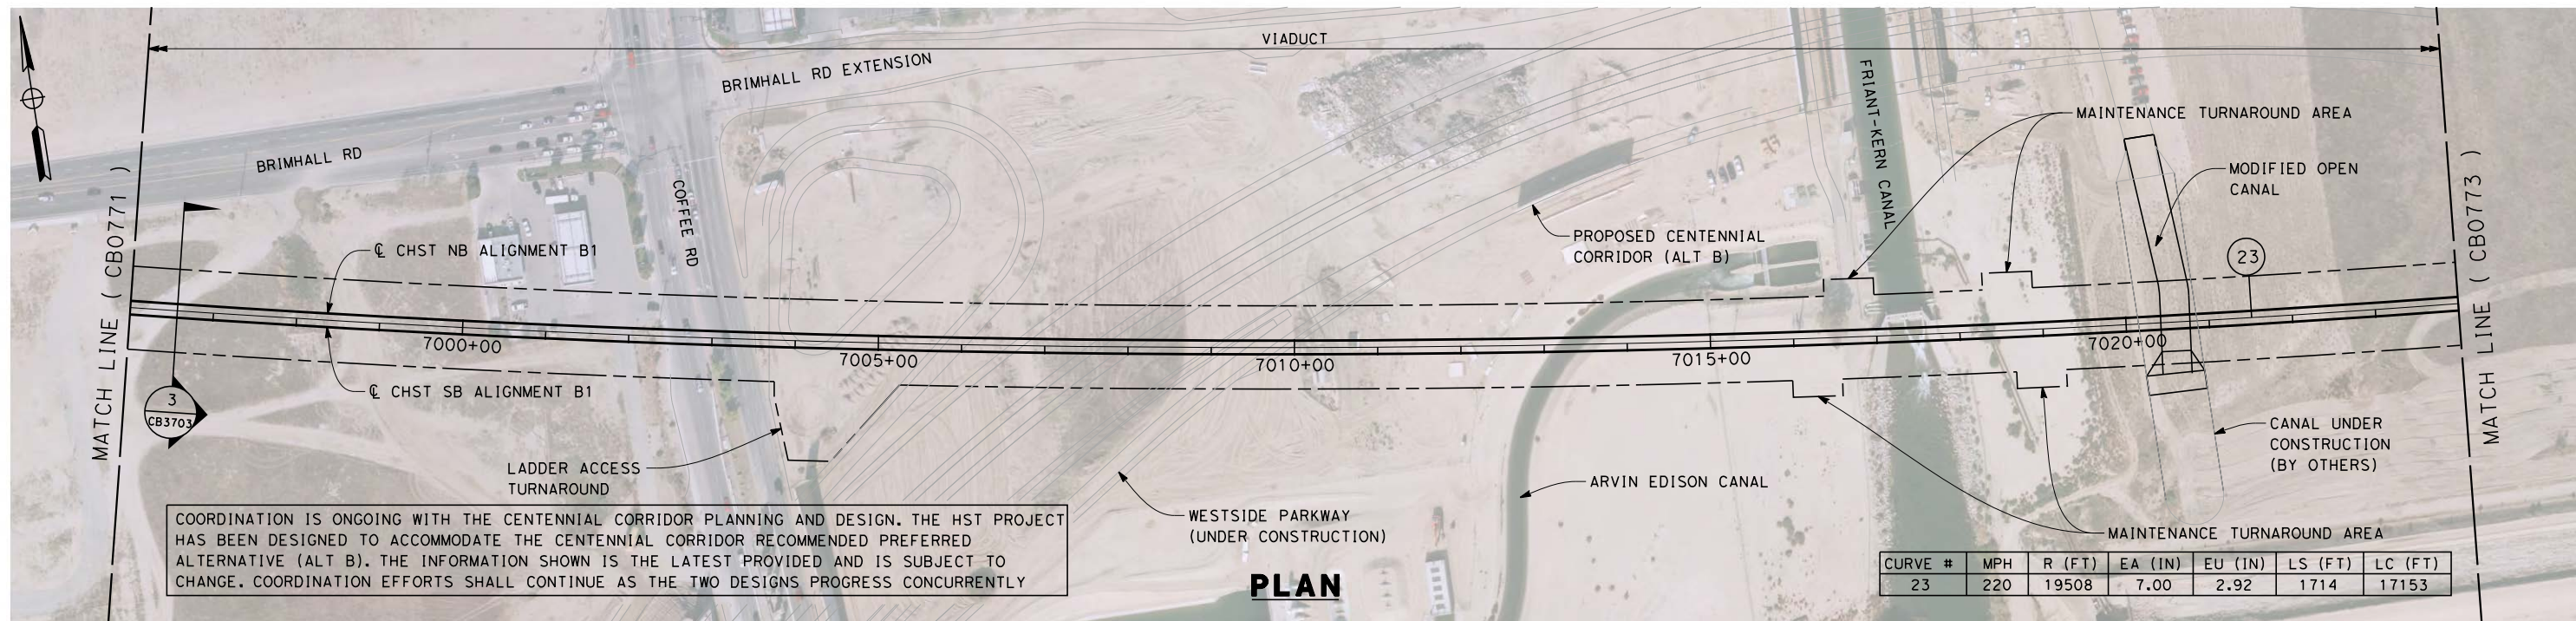 VIADUCT
BRIMHALL RD EXTENSION
BRIMHALL RD
COFFEE RD
FRIANT-KERN CANAL
MAINTENANCE TURNAROUND AREA
MODIFIED OPEN
CANAL
MATCH LINE ( CB0771 )
MATCH LINE ( CB0773 )
℄ CHST NB ALIGNMENT B1
PROPOSED CENTENNIAL
CORRIDOR (ALT B)
23
7000+00
7005+00
7010+00
7015+00
7020+00
℄ CHST SB ALIGNMENT B1
3
CB3703
LADDER ACCESS
TURNAROUND
WESTSIDE PARKWAY
(UNDER CONSTRUCTION)
ARVIN EDISON CANAL
CANAL UNDER
CONSTRUCTION
(BY OTHERS)
MAINTENANCE TURNAROUND AREA
COORDINATION IS ONGOING WITH THE CENTENNIAL CORRIDOR PLANNING AND DESIGN. THE HST PROJECT
HAS BEEN DESIGNED TO ACCOMMODATE THE CENTENNIAL CORRIDOR RECOMMENDED PREFERRED
ALTERNATIVE (ALT B). THE INFORMATION SHOWN IS THE LATEST PROVIDED AND IS SUBJECT TO
CHANGE. COORDINATION EFFORTS SHALL CONTINUE AS THE TWO DESIGNS PROGRESS CONCURRENTLY
PLAN
CURVE # MPH R (FT) EA (IN) EU (IN) LS (FT) LC (FT)
23 220 19508 7.00 2.92 1714 17153